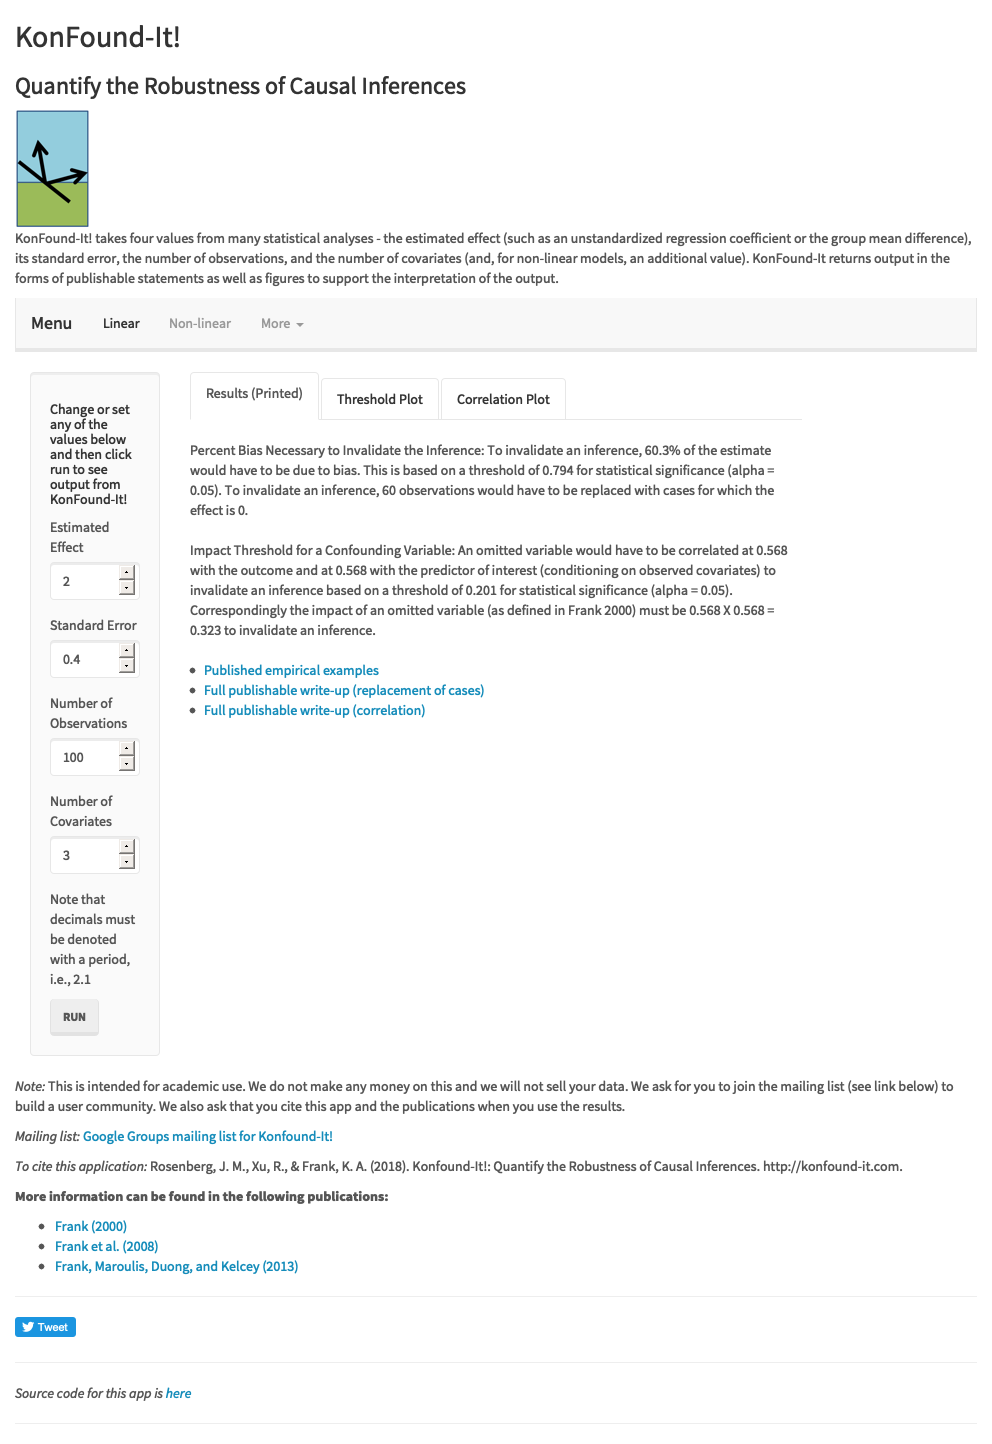 KonFound-It!
Quantify the Robustness of Causal Inferences
KonFound-It! takes four values from many statistical analyses - the estimated effect (such as an unstandardized regression coefficient or the group mean difference),
its standard error, the number of observations, and the number of covariates (and, for non-linear models, an additional value). KonFound-It returns output in the
forms of publishable statements as well as figures to support the interpretation of the output.
Menu Linear Non-linear More
Change or set
any of the
values below
and then click
run to see
output from
KonFound-It!
Estimated
Effect
2
Standard Error
0.4
Number of
Observations
100
Number of
Covariates
3
Note that
decimals must
be denoted
with a period,
i.e., 2.1
RUN
Results (Printed) Threshold Plot Correlation Plot
Percent Bias Necessary to Invalidate the Inference: To invalidate an inference, 60.3% of the estimate
would have to be due to bias. This is based on a threshold of 0.794 for statistical significance (alpha =
0.05). To invalidate an inference, 60 observations would have to be replaced with cases for which the
effect is 0.
Impact Threshold for a Confounding Variable: An omitted variable would have to be correlated at 0.568
with the outcome and at 0.568 with the predictor of interest (conditioning on observed covariates) to
invalidate an inference based on a threshold of 0.201 for statistical significance (alpha = 0.05).
Correspondingly the impact of an omitted variable (as defined in Frank 2000) must be 0.568 X 0.568 =
0.323 to invalidate an inference.
Published empirical examples
Full publishable write-up (replacement of cases)
Full publishable write-up (correlation)
Note: This is intended for academic use. We do not make any money on this and we will not sell your data. We ask for you to join the mailing list (see link below) to
build a user community. We also ask that you cite this app and the publications when you use the results.
Mailing list: Google Groups mailing list for Konfound-It!
To cite this application: Rosenberg, J. M., Xu, R., & Frank, K. A. (2018). Konfound-It!: Quantify the Robustness of Causal Inferences. http://konfound-it.com.
More information can be found in the following publications:
Frank (2000)
Frank et al. (2008)
Frank, Maroulis, Duong, and Kelcey (2013)
Tweet
Source code for this app is here